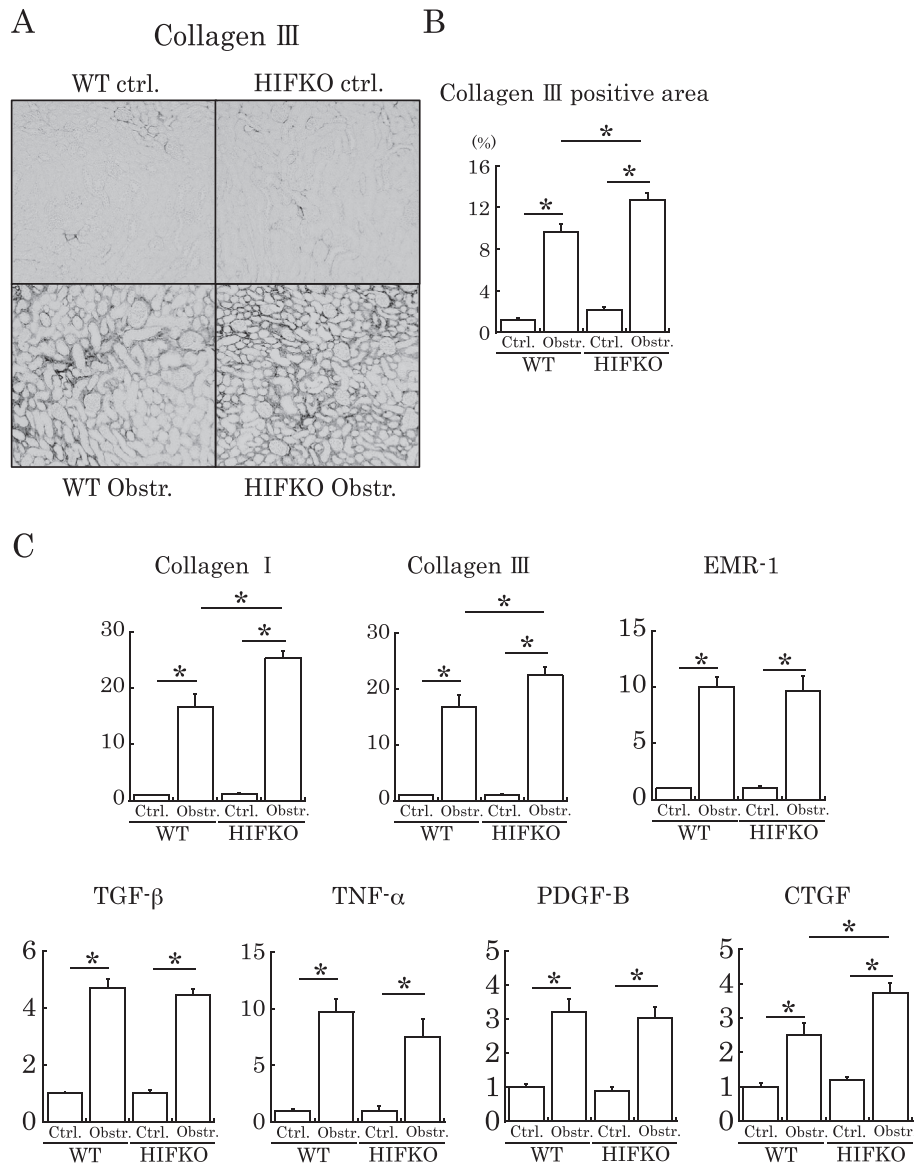 A
Collagen Ⅲ
WT ctrl. HIFKO ctrl.
WT Obstr. HIFKO Obstr.
B
Collagen Ⅲ positive area
(%)
*
*
*
16
12
8
4
0
Ctrl. Obstr. Ctrl. Obstr.
WT HIFKO
C
Collagen Ⅰ
*
*
*
30
20
10
0
Ctrl. Obstr. Ctrl. Obstr.
WT HIFKO
Collagen Ⅲ
*
*
*
30
20
10
0
Ctrl. Obstr. Ctrl. Obstr.
WT HIFKO
EMR-1
* *
15
10
5
0
Ctrl. Obstr. Ctrl. Obstr.
WT HIFKO
TGF-β
* *
6
4
2
0
Ctrl. Obstr. Ctrl. Obstr.
WT HIFKO
TNF-α
*
*
15
10
5
0
Ctrl. Obstr. Ctrl. Obstr.
WT HIFKO
PDGF-B
* *
5
4
3
2
1
0
Ctrl. Obstr. Ctrl. Obstr.
WT HIFKO
CTGF
*
*
*
5
4
3
2
1
0
Ctrl. Obstr. Ctrl. Obstr.
WT HIFKO